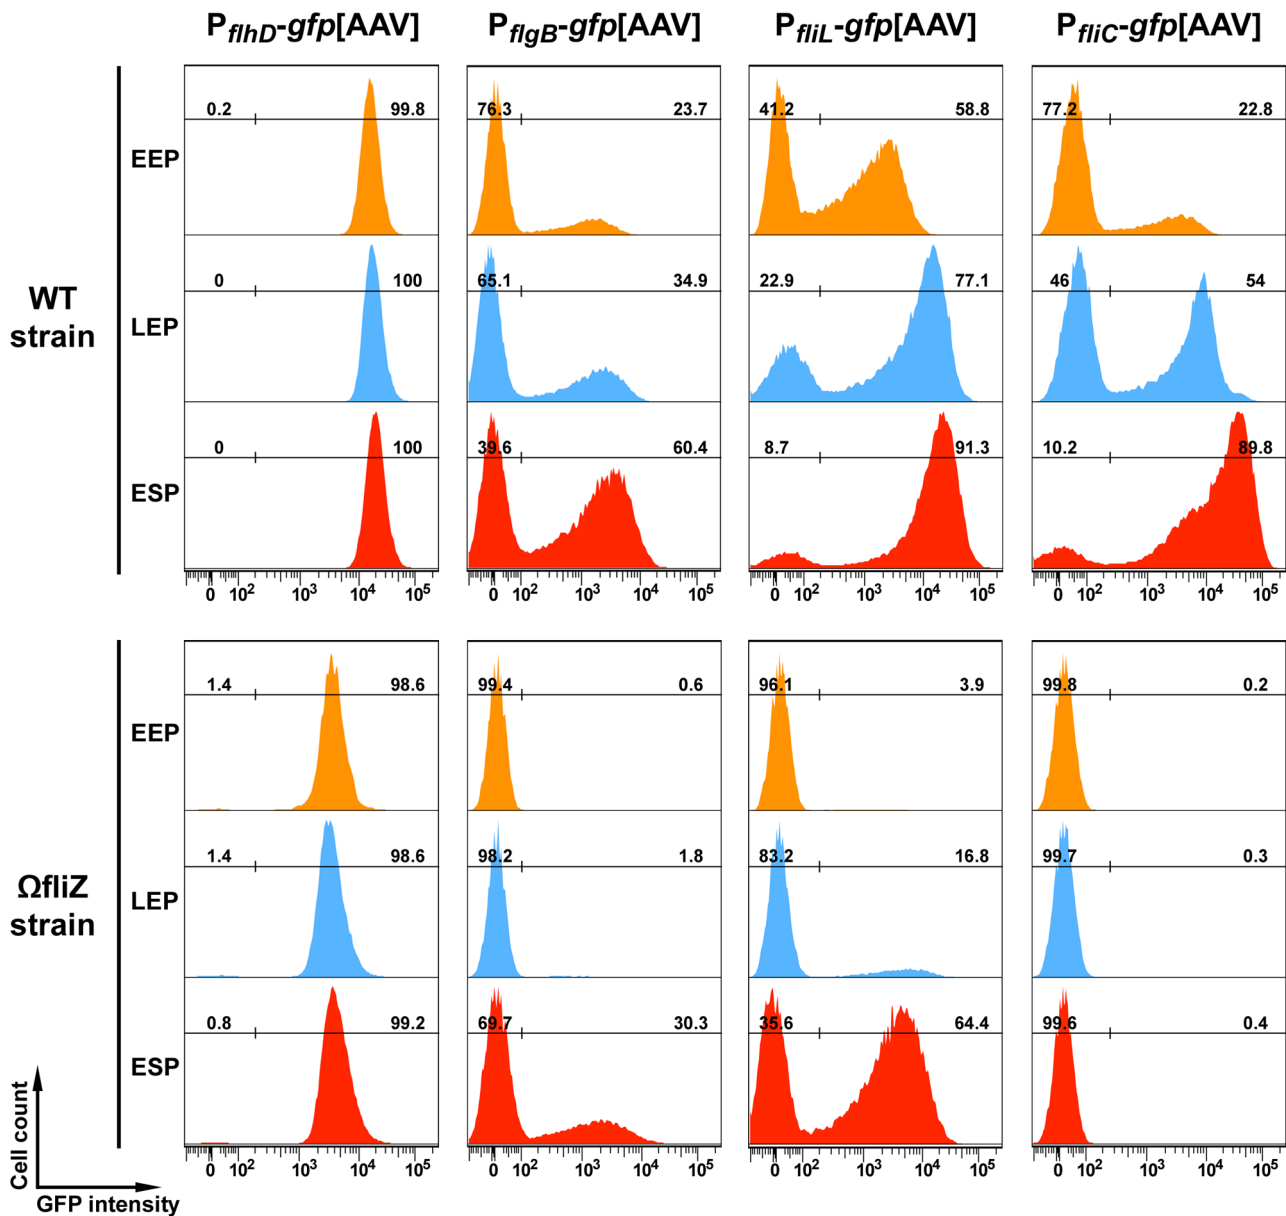 PflhD-gfp[AAV] PflgB-gfp[AAV] PfliL-gfp[AAV] PfliC-gfp[AAV]
WT
strain
EEP
0.2 99.8 76.3 23.7 41.2 58.8 77.2 22.8
LEP
0 100 65.1 34.9 22.9 77.1 46 54
ESP
0 100 39.6 60.4 8.7 91.3 10.2 89.8
0 10² 10³ 10⁴ 10⁵ 0 10² 10³ 10⁴ 10⁵ 0 10² 10³ 10⁴ 10⁵ 0 10² 10³ 10⁴ 10⁵
ΩfliZ
strain
EEP
1.4 98.6 99.4 0.6 96.1 3.9 99.8 0.2
LEP
1.4 98.6 98.2 1.8 83.2 16.8 99.7 0.3
ESP
0.8 99.2 69.7 30.3 35.6 64.4 99.6 0.4
0 10² 10³ 10⁴ 10⁵ 0 10² 10³ 10⁴ 10⁵ 0 10² 10³ 10⁴ 10⁵ 0 10² 10³ 10⁴ 10⁵
Cell count
GFP intensity